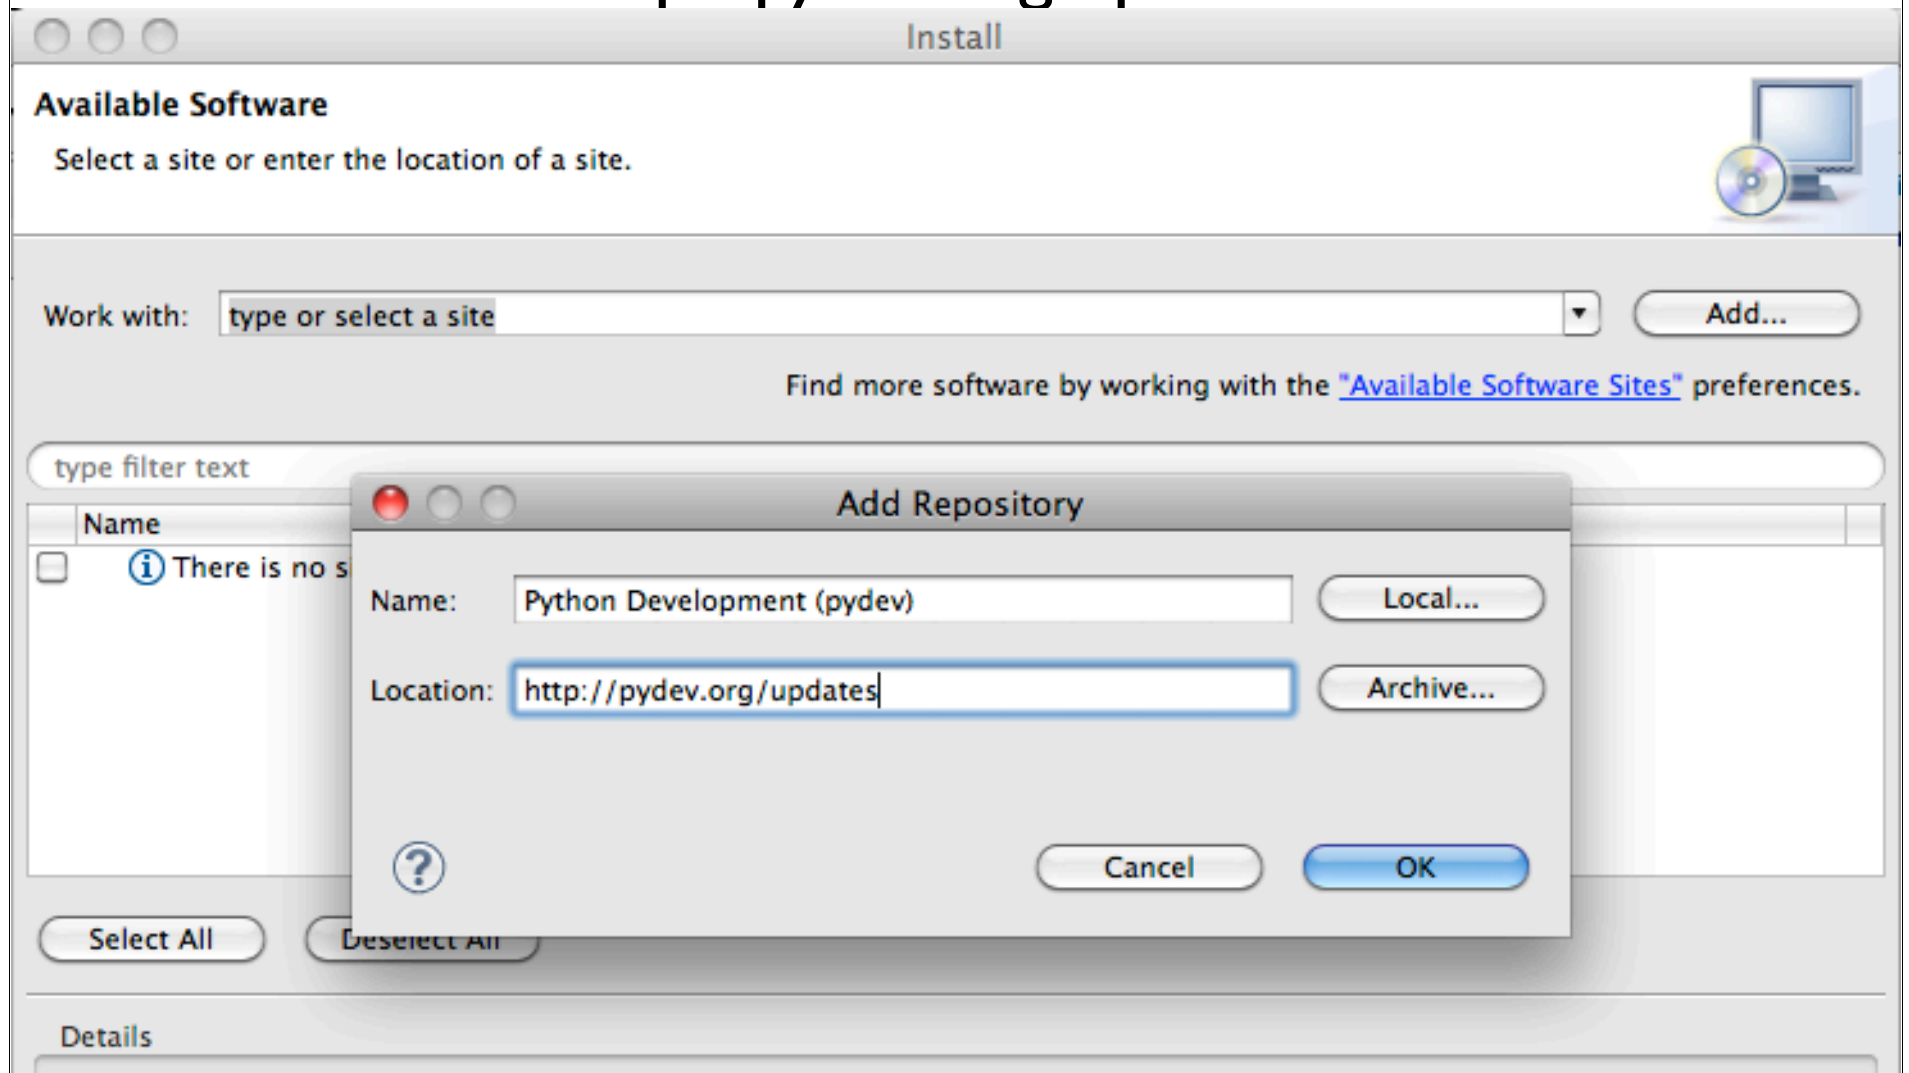 Install
Available Software
Select a site or enter the location of a site.
Work with: type or select a site Add...
Find more software by working with the "Available Software Sites" preferences.
type filter text
Add Repository
Name
There is no
Name: Python Development (pydev) Local...
Location: http://pydev.org/updates Archive...
? Cancel OK
Select All Deselect All
Details